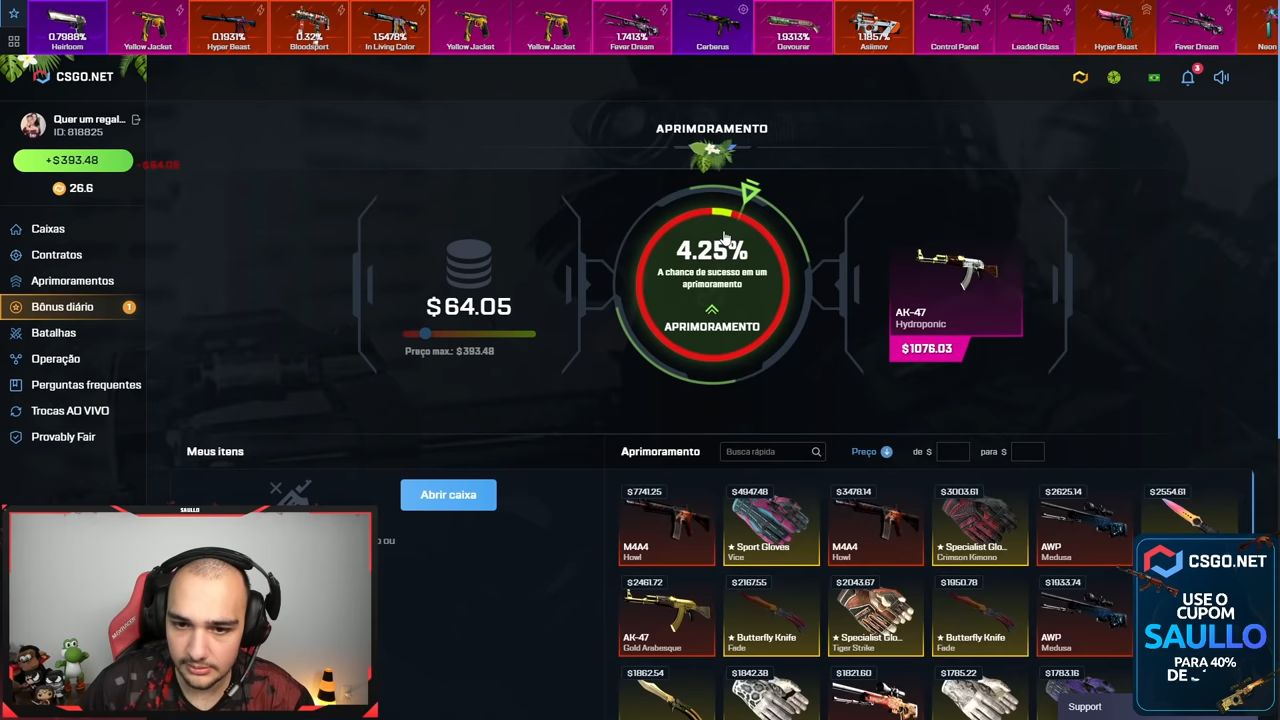 0.7988%
Heirloom
Yellow Jacket
0.1931%
Hyper Beast
0.32%
Bloodsport
1.5478%
In Living Color
Yellow Jacket
Yellow Jacket
1.7413%
Fever Dream
Cerberus
1.9313%
Devourer
Asiimov
Control Panel
Leaded Glass
Hyper Beast
Fever Dream
Neon
CSGO.NET
3
Quer um regal...
ID: 818825
+$393.48
-$64.05
26.6
Caixas
Contratos
Aprimoramentos
Bônus diário
1
Batalhas
Operação
Perguntas frequentes
Trocas AO VIVO
Provably Fair
APRIMORAMENTO
$64.05
Preço max.: $393.48
4.25%
A chance de sucesso em um
aprimoramento
APRIMORAMENTO
AK-47
Hydroponic
$1076.03
Meus itens
Abrir caixa
ou
Aprimoramento
Busca rápida
Preço
de $
para $
$7741.25
M4A4
Howl
$4947.48
★ Sport Gloves
Vice
$3478.14
M4A4
Howl
$3003.61
★ Specialist Glo...
Crimson Kimono
$2625.14
AWP
Medusa
$2554.61
$2461.72
AK-47
Gold Arabesque
$2167.55
★ Butterfly Knife
Fade
$2043.67
★ Specialist Glo...
Tiger Strike
$1950.78
★ Butterfly Knife
Fade
$1933.74
AWP
Medusa
$1862.54
$1842.38
$1821.60
$1785.22
$1783.16
Support
SAULLO
CSGO.NET
USE O
CUPOM
SAULLO
PARA 40%
DE